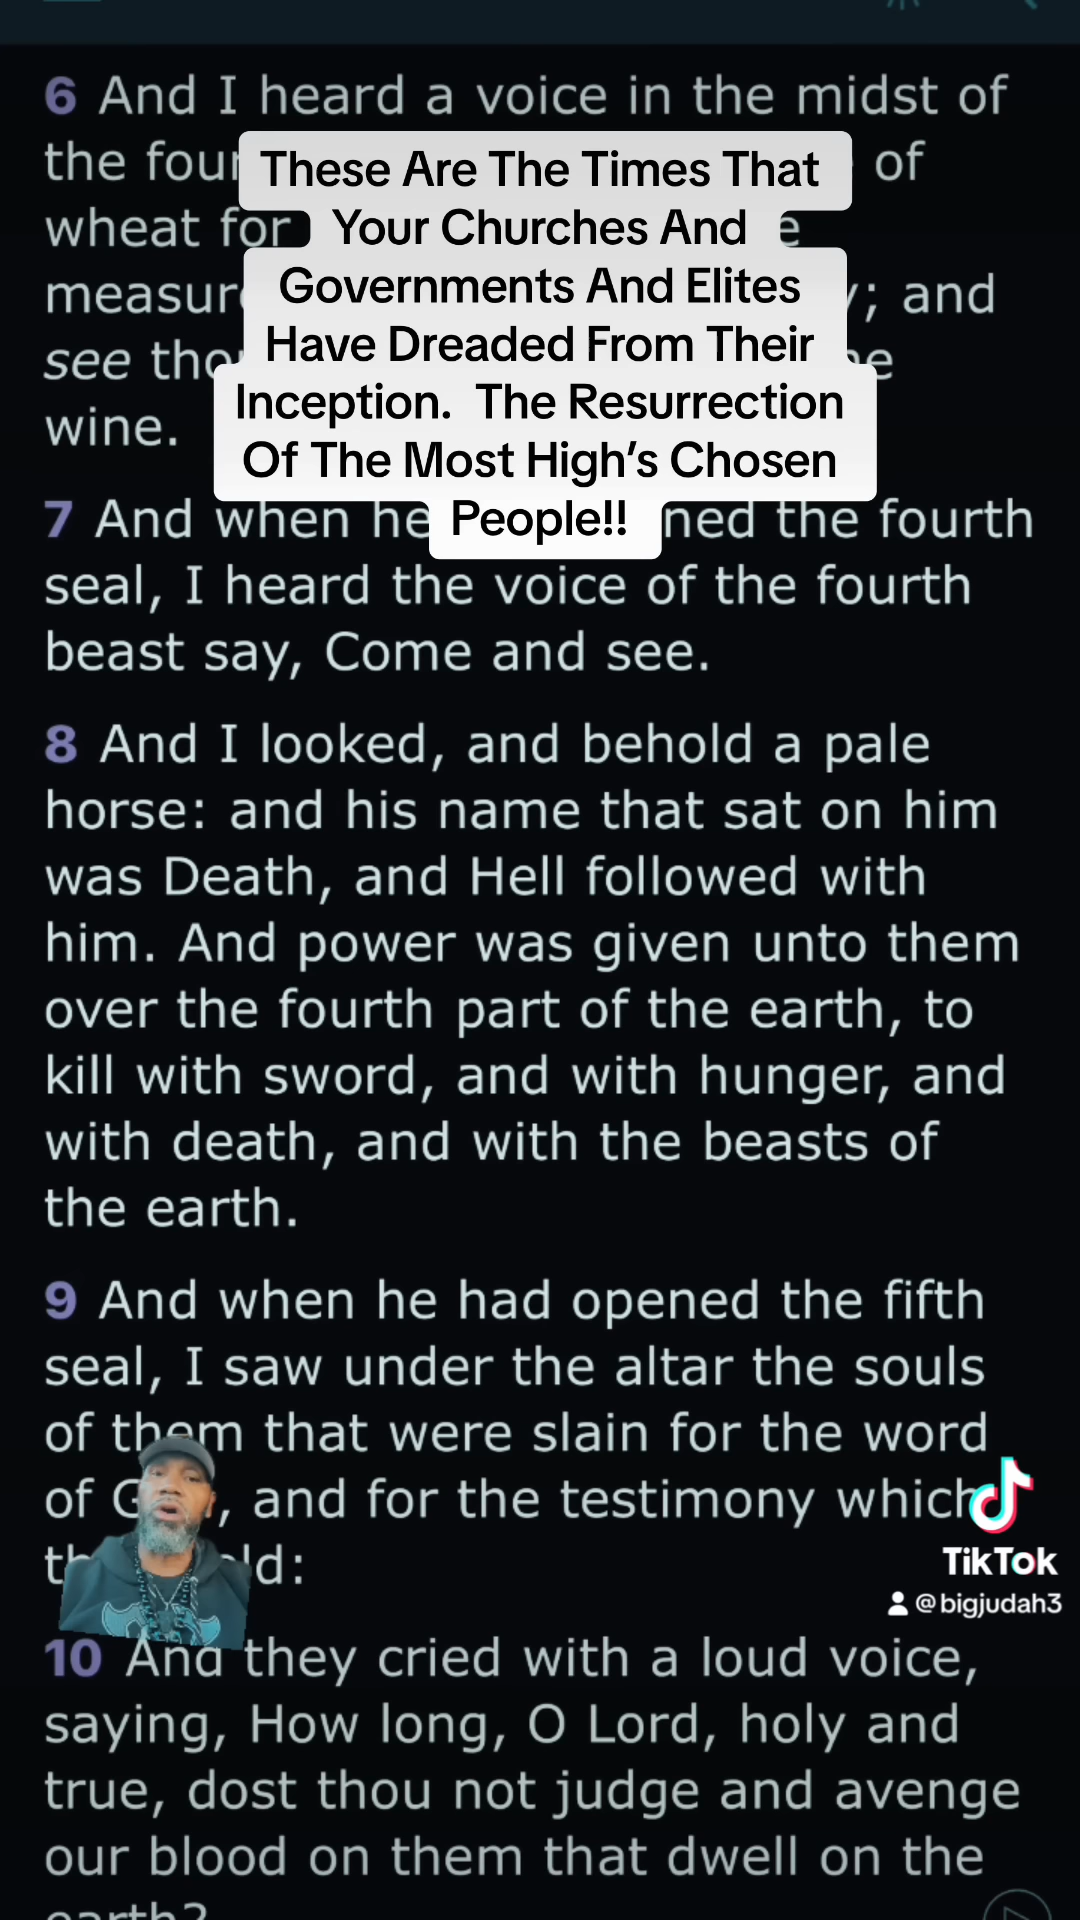 6 And I heard a voice in the midst of
the four of
wheat for
and
see
wine.
These Are The Times That
Your Churches And
Governments And Elites
Have Dreaded From Their
Inception. The Resurrection
Of The Most High's Chosen
People!!
7 And when he the fourth
seal, I heard the voice of the fourth
beast say, Come and see.
8 And I looked, and behold a pale
horse: and his name that sat on him
was Death, and Hell followed with
him. And power was given unto them
over the fourth part of the earth, to
kill with sword, and with hunger, and
with death, and with the beasts of
the earth.
9 And when he had opened the fifth
seal, I saw under the altar the souls
of them that were slain for the word
of , and for the testimony which
TikTok
@bigjudah3
10 And they cried with a loud voice,
saying, How long, O Lord, holy and
true, dost thou not judge and avenge
our blood on them that dwell on the
earth?